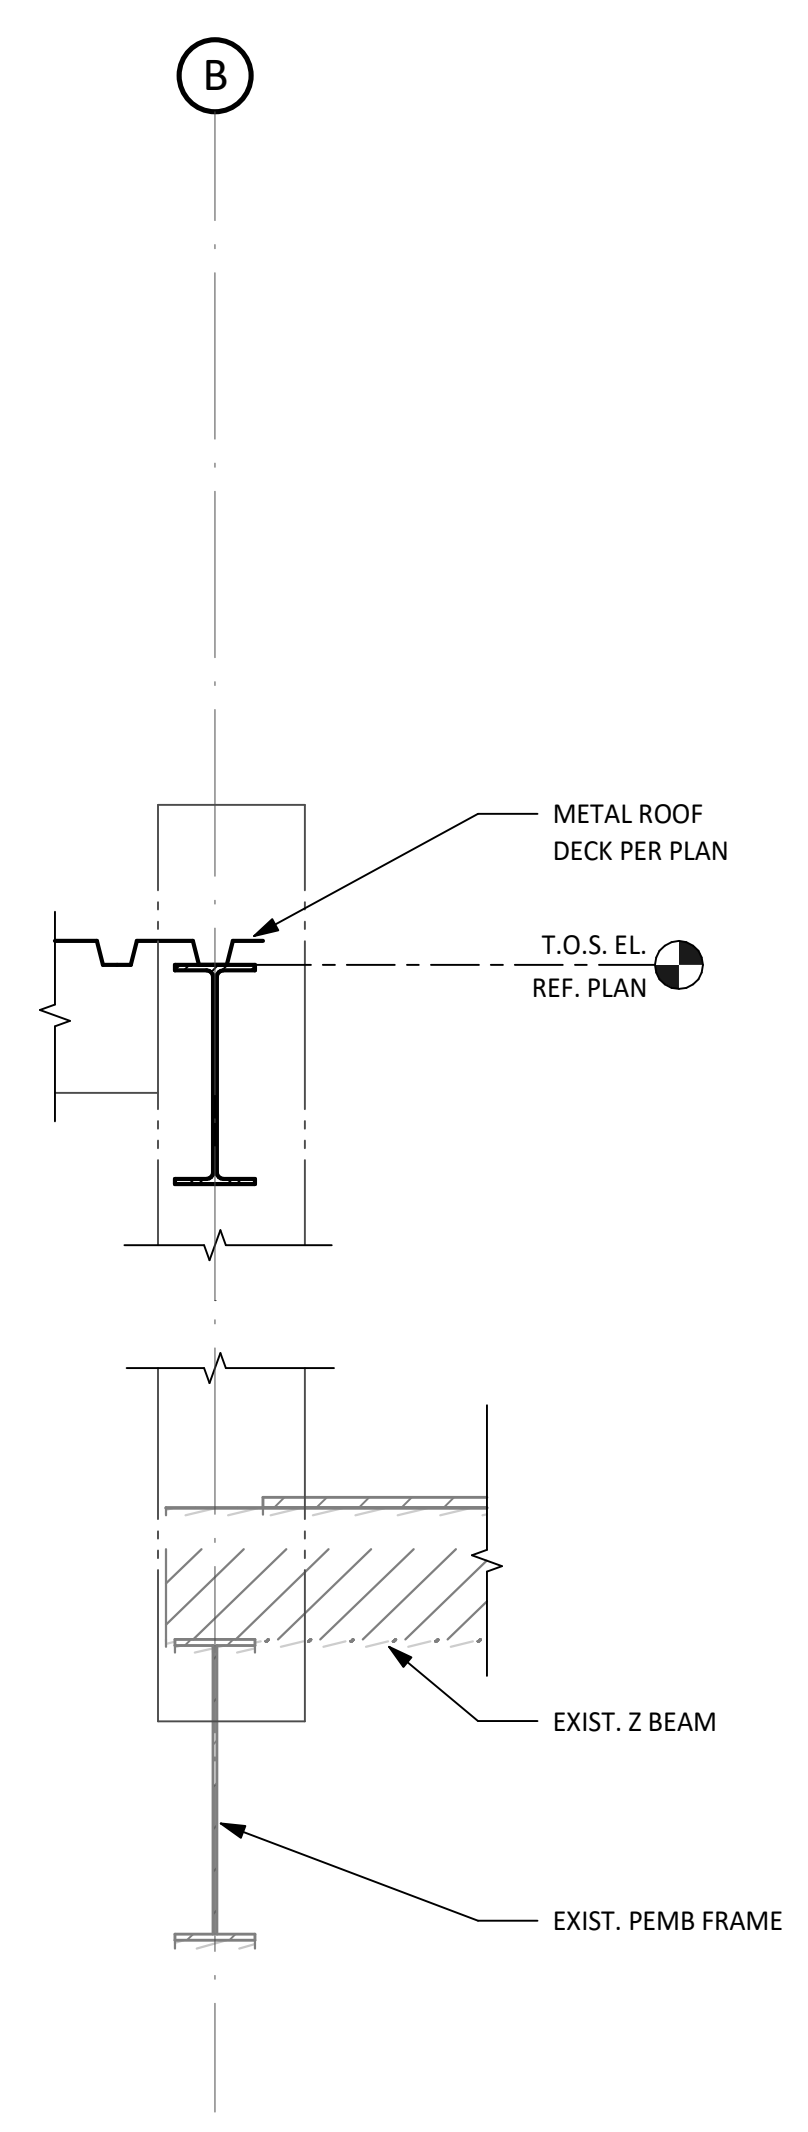 B
METAL ROOF
DECK PER PLAN
T.O.S. EL.
REF. PLAN
EXIST. Z BEAM
EXIST. PEMB FRAME